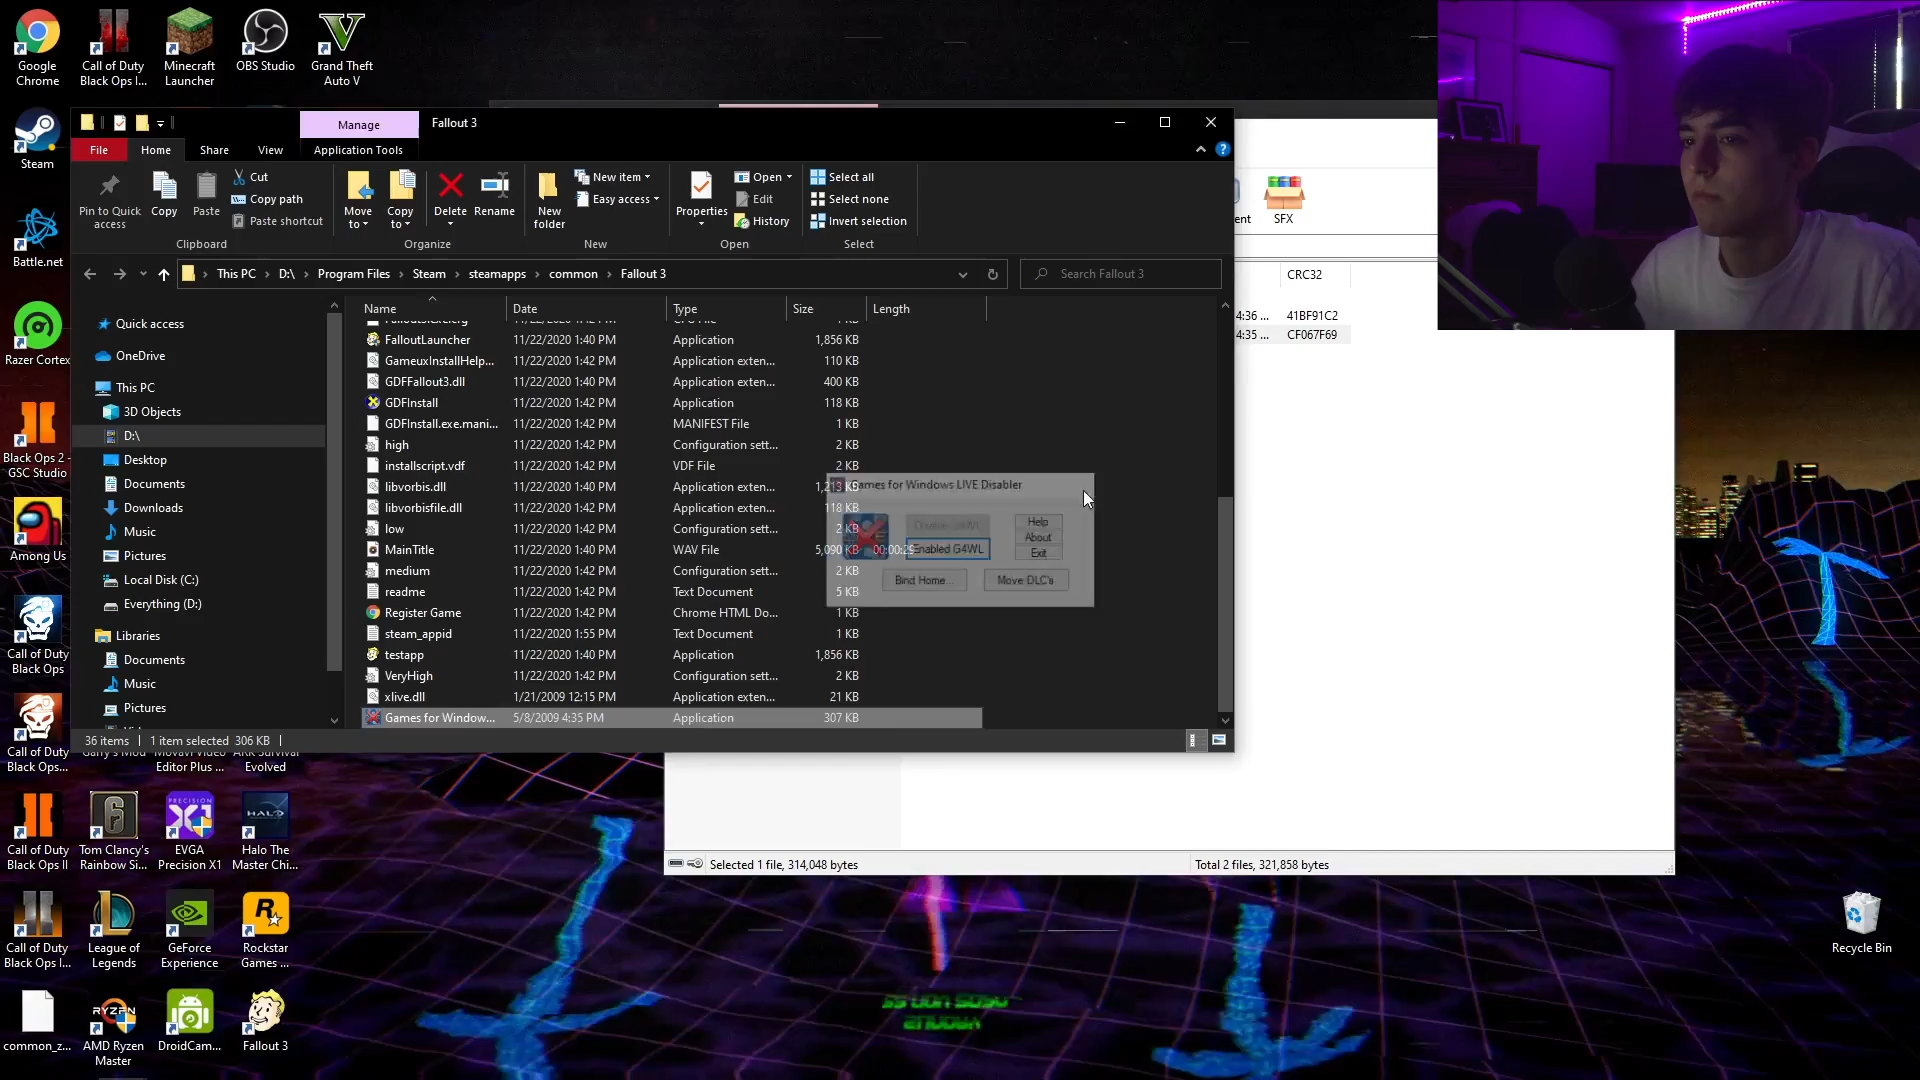 Google Chrome
Call of Duty Black Ops I...
Minecraft Launcher
OBS Studio
Grand Theft Auto V
Steam
Battle.net
Razer Cortex
Black Ops 2 - GSC Studio
Among Us
Call of Duty Black Ops
Call of Duty Black Ops...
Movavi Video Editor Plus ...
ARK Survival Evolved
Call of Duty Black Ops II
Tom Clancy's Rainbow Si...
EVGA Precision X1
Halo The Master Chi...
Call of Duty Black Ops I...
League of Legends
GeForce Experience
Rockstar Games ...
common_z...
AMD Ryzen Master
DroidCam...
Fallout 3
Recycle Bin
Manage
Fallout 3
File
Home
Share
View
Application Tools
Pin to Quick access
Copy
Paste
Cut
Copy path
Paste shortcut
Clipboard
Move to
Copy to
Delete
Rename
Organize
New folder
New item
Easy access
New
Properties
Open
Edit
History
Open
Select all
Select none
Invert selection
Select
This PC
D:\
Program Files
Steam
steamapps
common
Fallout 3
Search Fallout 3
Quick access
OneDrive
This PC
3D Objects
D:\
Desktop
Documents
Downloads
Music
Pictures
Local Disk (C:)
Everything (D:)
Libraries
Documents
Music
Pictures
Name Date Type Size Length
FalloutLauncher 11/22/2020 1:40 PM Application 1,856 KB
GameuxInstallHelp... 11/22/2020 1:42 PM Application exten... 110 KB
GDFFallout3.dll 11/22/2020 1:40 PM Application exten... 400 KB
GDFInstall 11/22/2020 1:42 PM Application 118 KB
GDFInstall.exe.mani... 11/22/2020 1:42 PM MANIFEST File 1 KB
high 11/22/2020 1:42 PM Configuration sett... 2 KB
installscript.vdf 11/22/2020 1:42 PM VDF File 2 KB
libvorbis.dll 11/22/2020 1:40 PM Application exten... 1,213 KB
libvorbisfile.dll 11/22/2020 1:42 PM Application exten... 118 KB
low 11/22/2020 1:42 PM Configuration sett... 2 KB
MainTitle 11/22/2020 1:40 PM WAV File 5,090 KB
medium 11/22/2020 1:42 PM Configuration sett... 2 KB
readme 11/22/2020 1:42 PM Text Document 5 KB
Register Game 11/22/2020 1:42 PM Chrome HTML Do... 1 KB
steam_appid 11/22/2020 1:55 PM Text Document 1 KB
testapp 11/22/2020 1:40 PM Application 1,856 KB
VeryHigh 11/22/2020 1:42 PM Configuration sett... 2 KB
xlive.dll 1/21/2009 12:15 PM Application exten... 21 KB
Games for Window... 5/8/2009 4:35 PM Application 307 KB
36 items 1 item selected 306 KB
Games for Windows LIVE Disabler
Enabled G4WL
Help
About
Exit
Bind Home...
Move DLC's
SFX
CRC32
4:36 ... 41BF91C2
4:35 ... CF067F69
Selected 1 file, 314,048 bytes
Total 2 files, 321,858 bytes